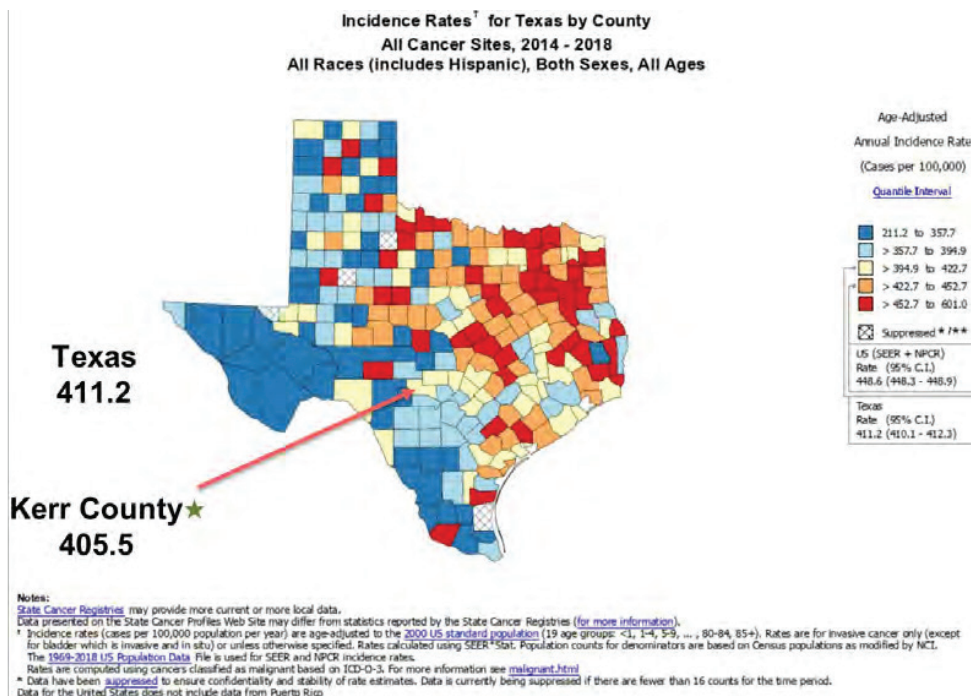 Incidence Rates† for Texas by County
All Cancer Sites, 2014 - 2018
All Races (includes Hispanic), Both Sexes, All Ages
Age-Adjusted
Annual Incidence Rate
(Cases per 100,000)
Quantile Interval
211.2 to 357.7
> 357.7 to 394.9
> 394.9 to 422.7
> 422.7 to 452.7
> 452.7 to 601.0
Suppressed * /**
US (SEER + NPCR)
Rate (95% C.I.)
448.6 (448.3 - 448.9)
Texas
Rate (95% C.I.)
411.2 (410.1 - 412.3)
Texas
411.2
Kerr County
405.5
Notes:
State Cancer Registries may provide more current or more local data.
Data presented on the State Cancer Profiles Web Site may differ from statistics reported by the State Cancer Registries (for more information).
† Incidence rates (cases per 100,000 population per year) are age-adjusted to the 2000 US standard population (19 age groups: <1, 1-4, 5-9, ... , 80-84, 85+). Rates are for invasive cancer only (except
for bladder which is invasive and in situ) or unless otherwise specified. Rates calculated using SEER*Stat. Population counts for denominators are based on Census populations as modified by NCI.
The 1969-2018 US Population Data File is used for SEER and NPCR incidence rates.
Rates are computed using cancers classified as malignant based on ICD-O-3. For more information see malignant.html
* Data have been suppressed to ensure confidentiality and stability of rate estimates. Data is currently being suppressed if there are fewer than 16 counts for the time period.
Data for the United States does not include data from Puerto Rico